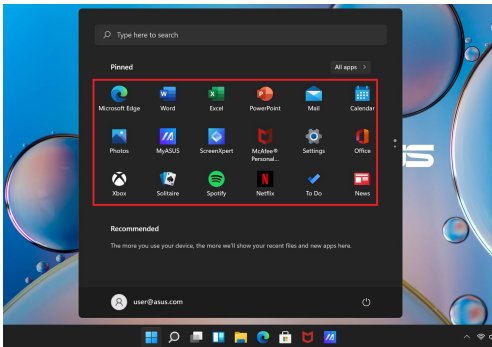 Type here to search
Pinned
All apps >
Microsoft Edge
Word
Excel
PowerPoint
Mail
Calendar
Photos
MyASUS
ScreenXpert
McAfee®
Personal...
Settings
Office
Xbox
Solitaire
Spotify
Netflix
To Do
News
Recommended
The more you use your device, the more we'll show your recent files and new apps here.
user@asus.com